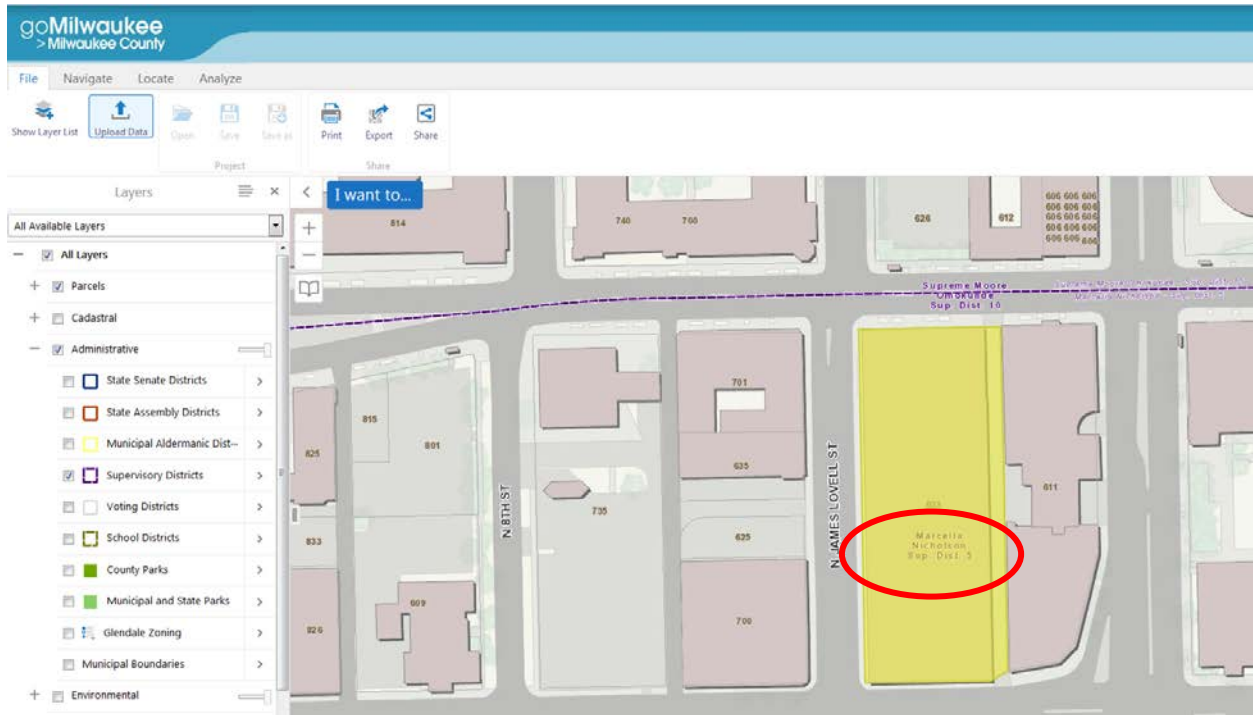 goMilwaukee
>Milwaukee County
File Navigate Locate Analyze
Show Layer List Upload Data Open Save Save as Print Export Share
Project Share
Layers
I want to...
All Available Layers
All Layers
Parcels
Cadastral
Administrative
State Senate Districts
State Assembly Districts
Municipal Aldermanic Dist--
Supervisory Districts
Voting Districts
School Districts
County Parks
Municipal and State Parks
Glendale Zoning
Municipal Boundaries
Environmental
814
740 760
626
612
606 606 606
606 606 606
606 606 606
606 606 606
606 606 606
Supreme Moore
Omokunde
Sup. Dist. 10
701
815
801
825
635
611
N 8TH ST
735
N. JAMES LOVELL ST
833
625
Marcelia
Nicholson
Sup. Dist. 5
609
826
700